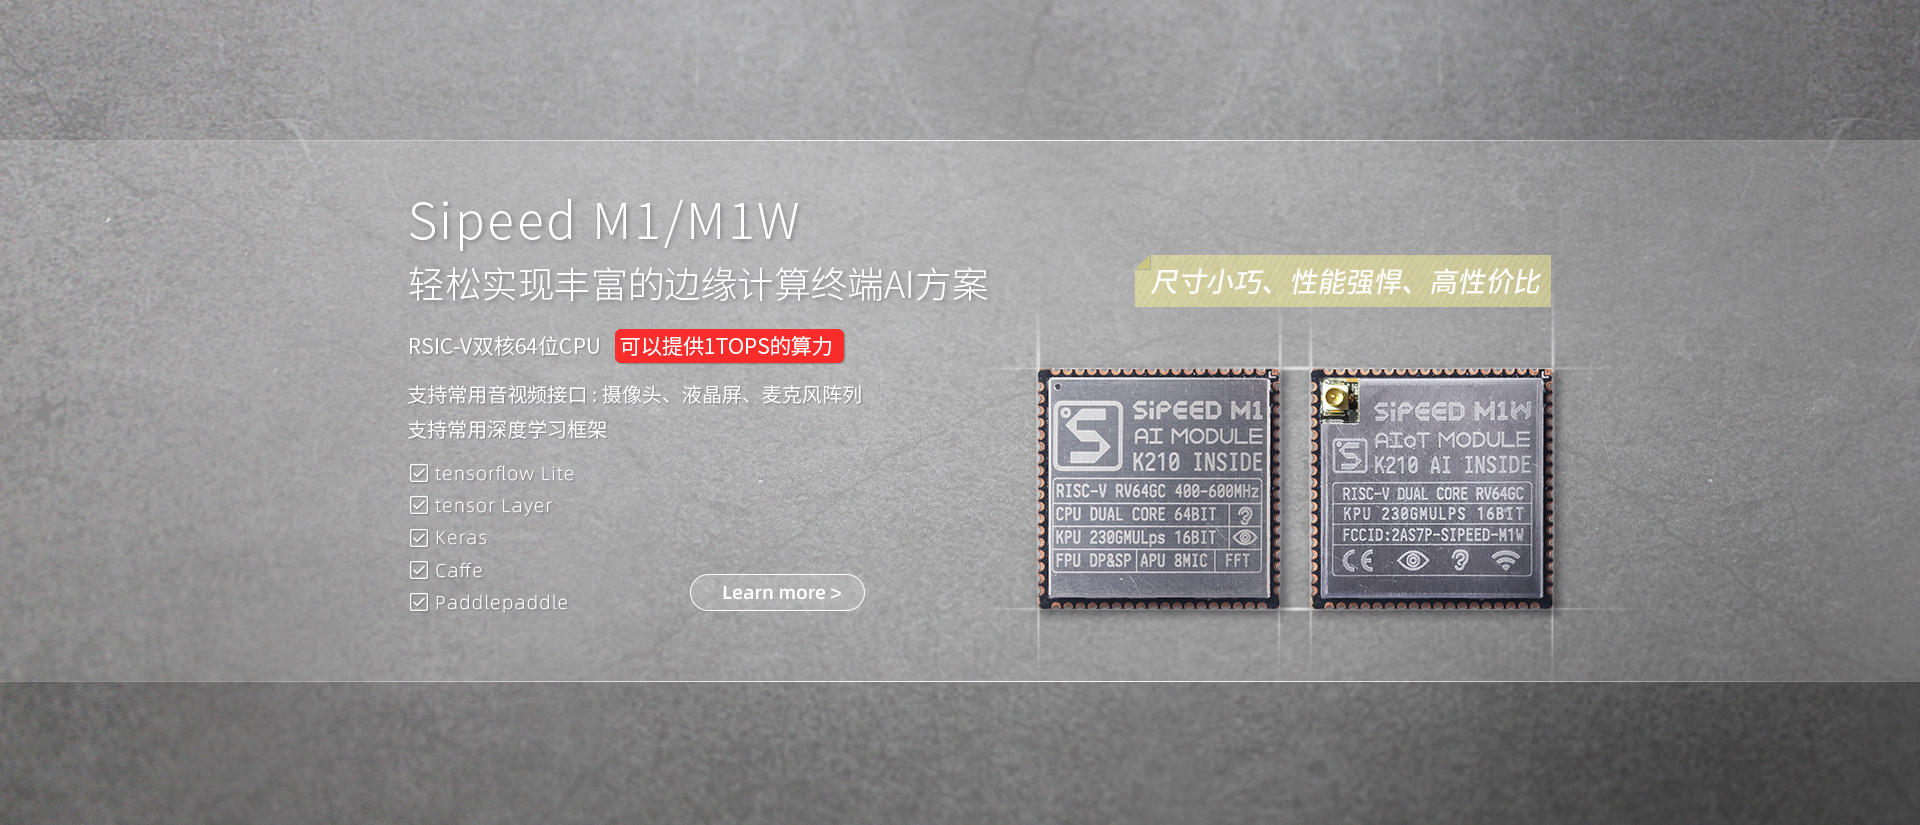 Sipeed M1/M1W
轻松实现丰富的边缘计算终端AI方案
RSIC-V双核64位CPU 可以提供1TOPS的算力
支持常用音视频接口 : 摄像头、液晶屏、麦克风阵列
支持常用深度学习框架
tensorflow Lite
tensor Layer
Keras
Caffe
Paddlepaddle
Learn more >
尺寸小巧、性能强悍、高性价比
SiPEED M1
AI MODULE
K210 INSIDE
RISC-V RV64GC 400-600MHz
CPU DUAL CORE 64BIT
KPU 230GMULps 16BIT
FPU DP&SP APU 8MIC FFT
SiPEED M1W
AIoT MODULE
K210 AI INSIDE
RISC-V DUAL CORE RV64GC
KPU 230GMULPS 16BIT
FCCID:2AS7P-SIPEED-M1W
CE